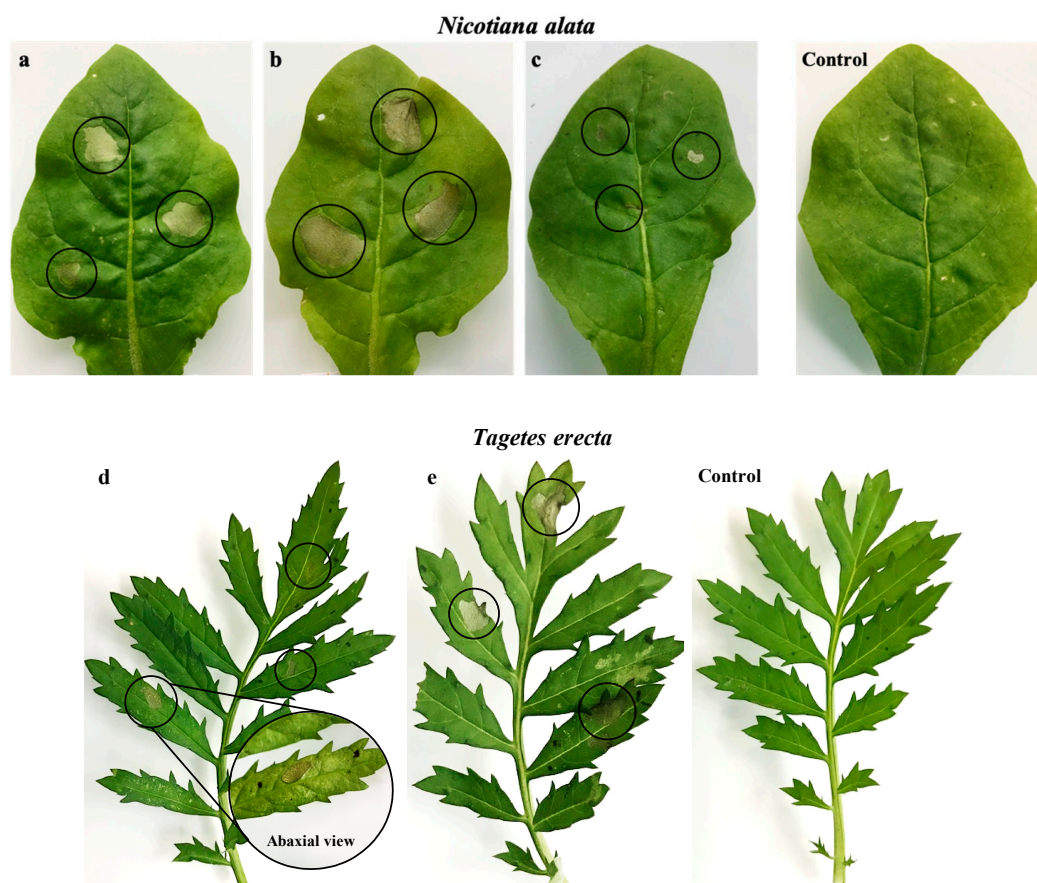 Nicotiana alata
a
b
c
Control
Tagetes erecta
d
e
Control
Abaxial view